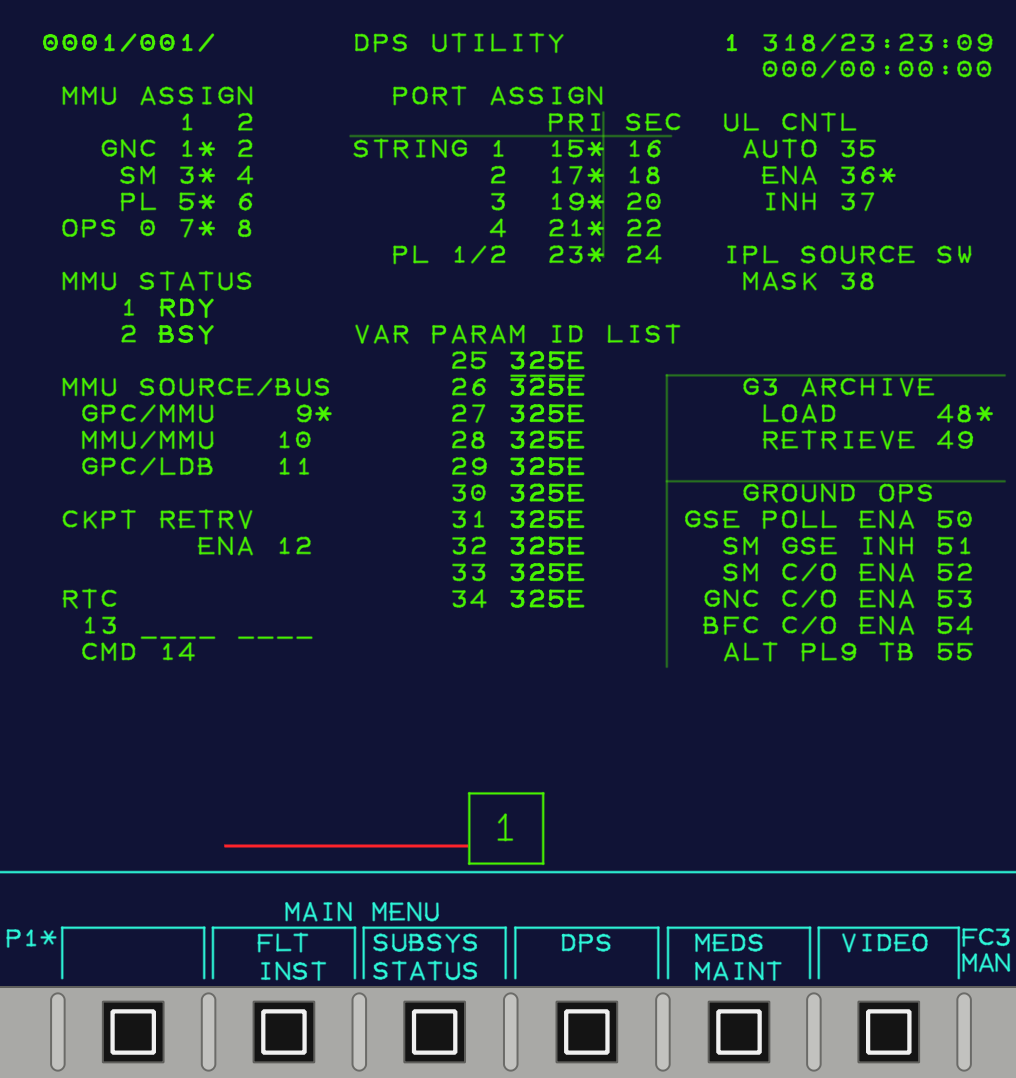 0001/001/ DPS UTILITY 1 318/23:23:09
000/00:00:00
MMU ASSIGN PORT ASSIGN
1 2 PRI SEC UL CNTL
GNC 1* 2 STRING 1 15* 16 AUTO 35
SM 3* 4 2 17* 18 ENA 36*
PL 5* 6 3 19* 20 INH 37
OPS 0 7* 8 4 21* 22
PL 1/2 23* 24 IPL SOURCE SW
MMU STATUS MASK 38
1 RDY
2 BSY VAR PARAM ID LIST
25 325E
MMU SOURCE/BUS 26 325E G3 ARCHIVE
GPC/MMU 9* 27 325E LOAD 48*
MMU/MMU 10 28 325E RETRIEVE 49
GPC/LDB 11 29 325E
30 325E GROUND OPS
CKPT RETRV 31 325E GSE POLL ENA 50
ENA 12 32 325E SM GSE INH 51
33 325E SM C/O ENA 52
RTC 34 325E GNC C/O ENA 53
13 ____ ____ BFC C/O ENA 54
CMD 14 ALT PL9 TB 55
1
MAIN MENU
P1* FLT SUBSYS DPS MEDS VIDEO FC3
INST STATUS MAINT MAN